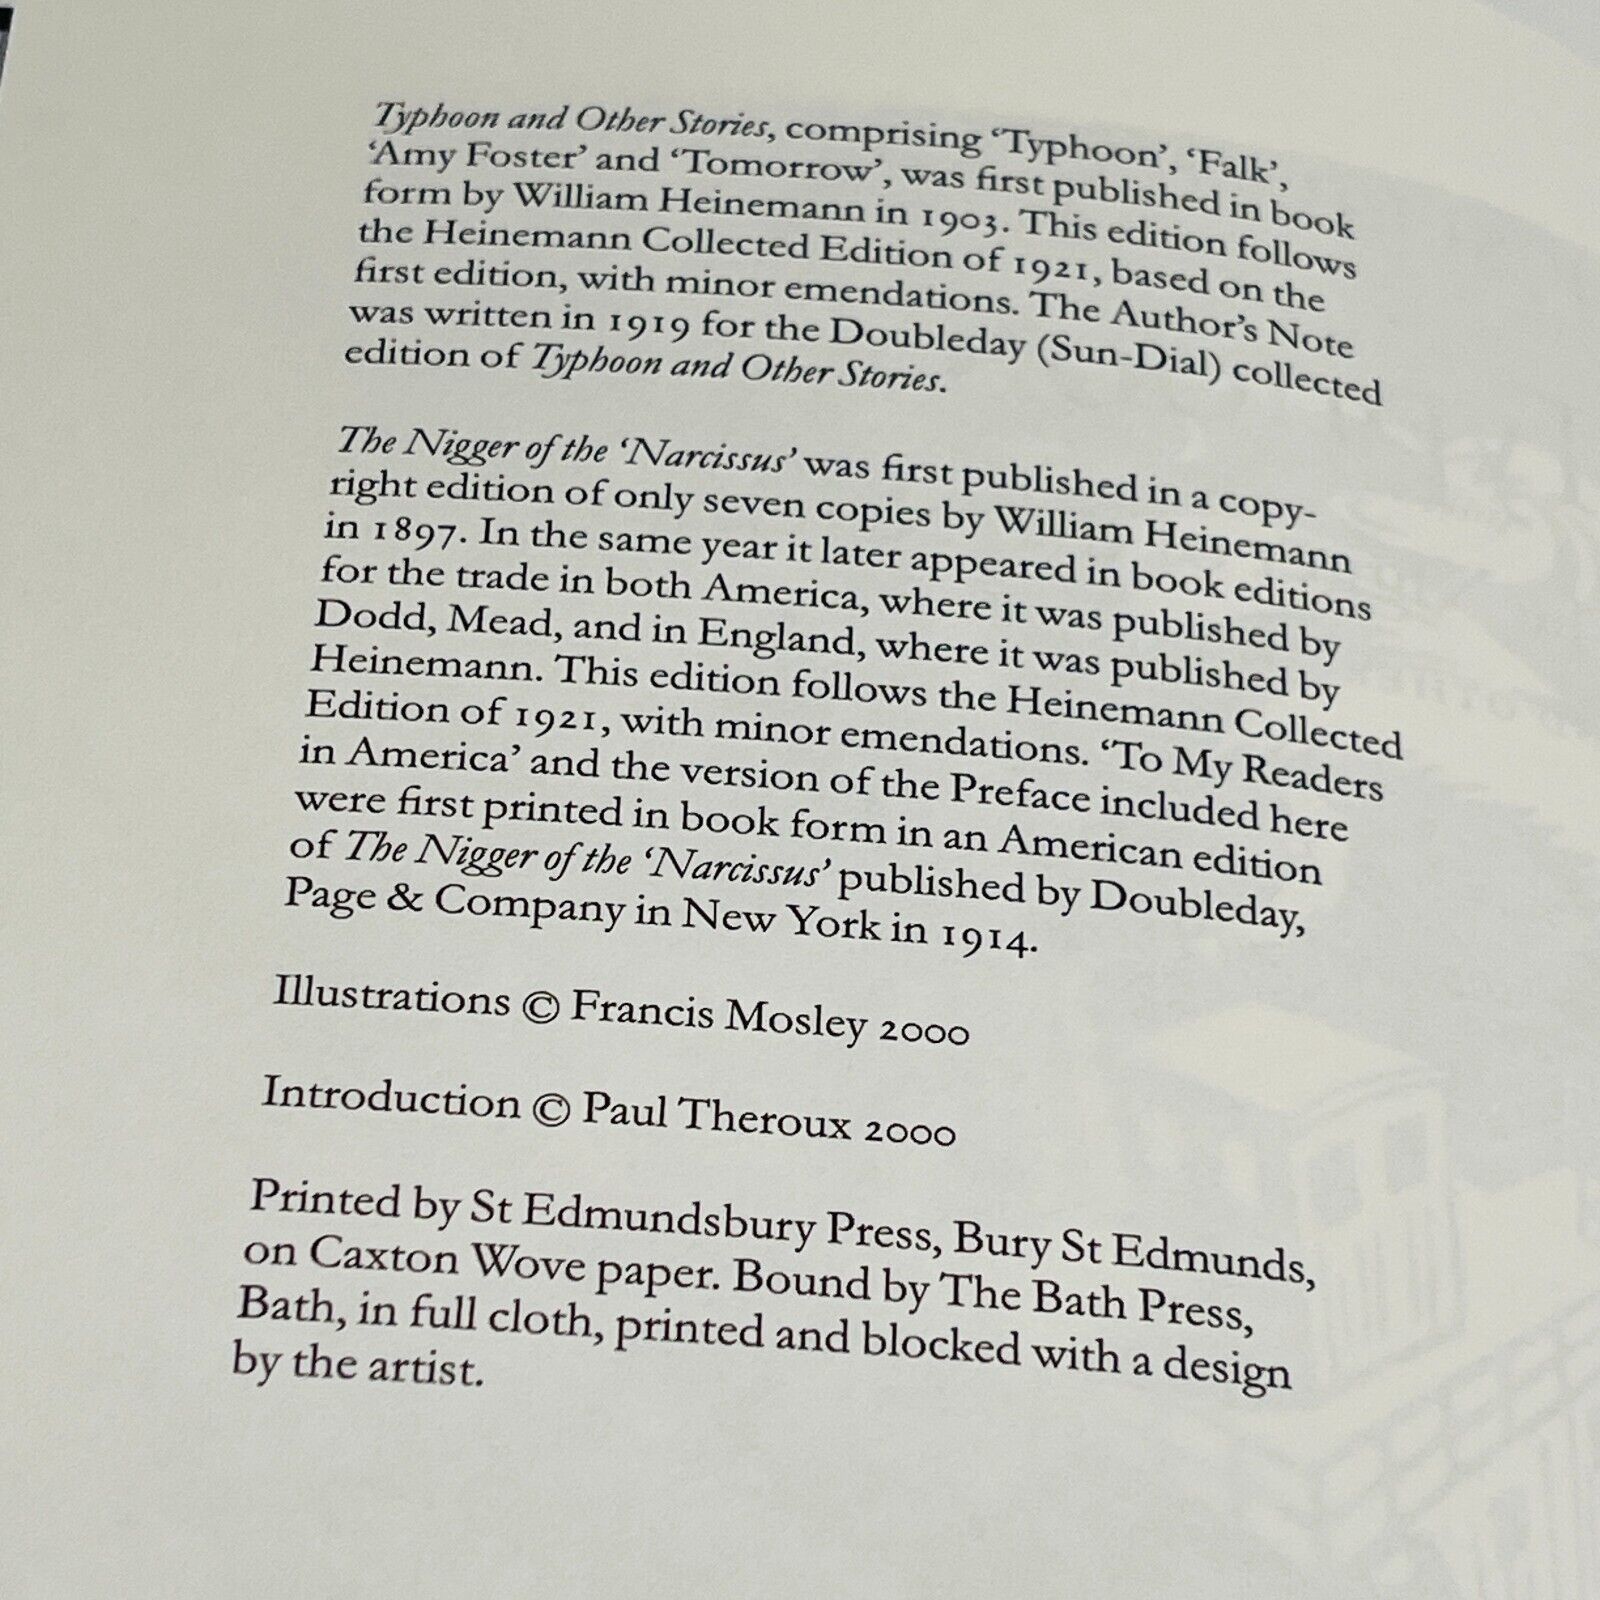 Typhoon and Other Stories, comprising ‘Typhoon’, ‘Falk’,
‘Amy Foster’ and ‘Tomorrow’, was first published in book
form by William Heinemann in 1903. This edition follows
the Heinemann Collected Edition of 1921, based on the
first edition, with minor emendations. The Author’s Note
was written in 1919 for the Doubleday (Sun-Dial) collected
edition of Typhoon and Other Stories.
The Nigger of the ‘Narcissus’ was first published in a copy-
right edition of only seven copies by William Heinemann
in 1897. In the same year it later appeared in book editions
for the trade in both America, where it was published by
Dodd, Mead, and in England, where it was published by
Heinemann. This edition follows the Heinemann Collected
Edition of 1921, with minor emendations. ‘To My Readers
in America’ and the version of the Preface included here
were first printed in book form in an American edition
of The Nigger of the ‘Narcissus’ published by Doubleday,
Page & Company in New York in 1914.
Illustrations © Francis Mosley 2000
Introduction © Paul Theroux 2000
Printed by St Edmundsbury Press, Bury St Edmunds,
on Caxton Wove paper. Bound by The Bath Press,
Bath, in full cloth, printed and blocked with a design
by the artist.